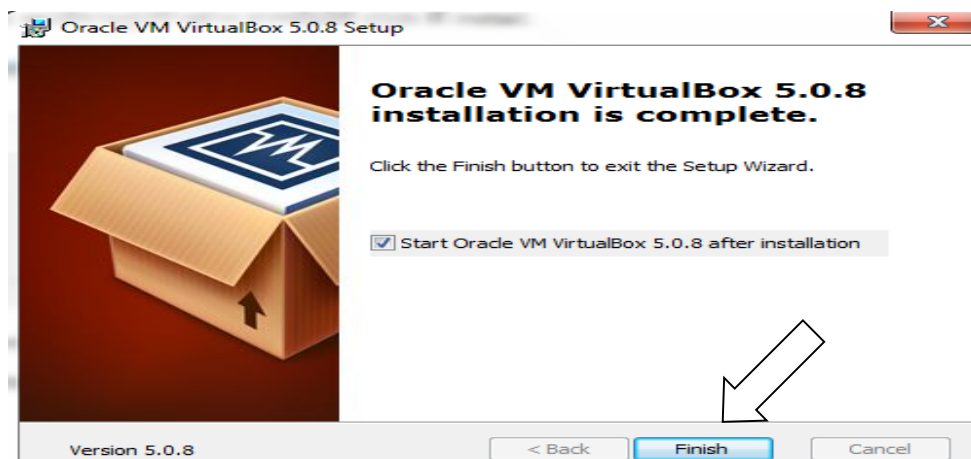 Oracle VM VirtualBox 5.0.8 Setup
Oracle VM VirtualBox 5.0.8
installation is complete.
Click the Finish button to exit the Setup Wizard.
Start Oracle VM VirtualBox 5.0.8 after installation
Version 5.0.8
< Back
Finish
Cancel